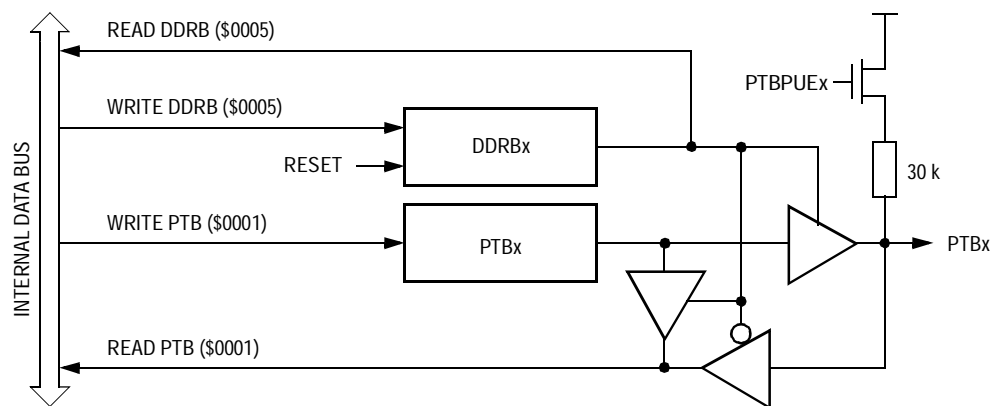 READ DDRB ($0005)
PTBPUEx
WRITE DDRB ($0005)
DDRBx
RESET
30 k
WRITE PTB ($0001)
PTBx
PTBx
INTERNAL DATA BUS
READ PTB ($0001)